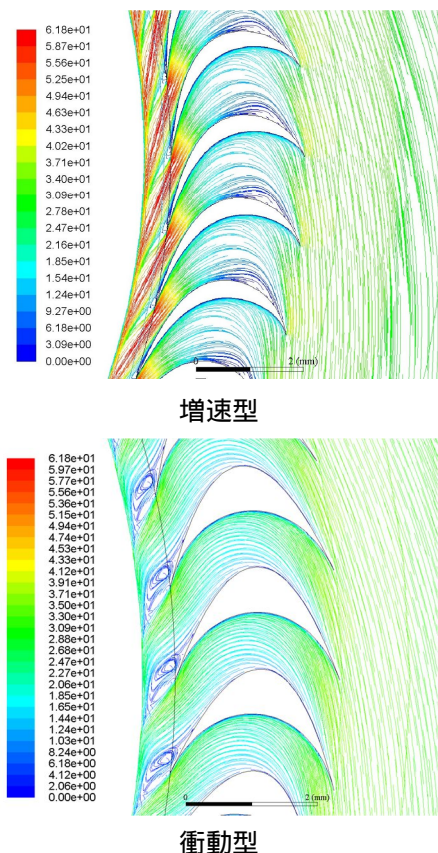 6.18e+01
5.87e+01
5.56e+01
5.25e+01
4.94e+01
4.63e+01
4.33e+01
4.02e+01
3.71e+01
3.40e+01
3.09e+01
2.78e+01
2.47e+01
2.16e+01
1.85e+01
1.54e+01
1.24e+01
9.27e+00
6.18e+00
3.09e+00
0.00e+00
0 2 (mm)
増速型
6.18e+01
5.97e+01
5.77e+01
5.56e+01
5.36e+01
5.15e+01
4.94e+01
4.74e+01
4.53e+01
4.33e+01
4.12e+01
3.91e+01
3.71e+01
3.50e+01
3.30e+01
3.09e+01
2.88e+01
2.68e+01
2.47e+01
2.27e+01
2.06e+01
1.85e+01
1.65e+01
1.44e+01
1.24e+01
1.03e+01
8.24e+00
6.18e+00
4.12e+00
2.06e+00
0.00e+00
0 2 (mm)
衝動型